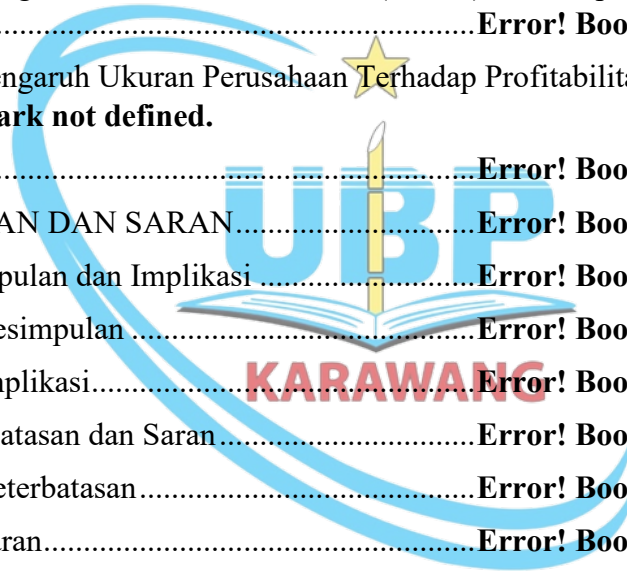 Error! Boo
engaruh Ukuran Perusahaan Terhadap Profitabilita
ark not defined.
Error! Boo
AN DAN SARAN Error! Boo
pulan dan Implikasi Error! Boo
esimpulan Error! Boo
mplikasi Error! Boo
atasan dan Saran Error! Boo
eterbatasan Error! Boo
aran Error! Boo
UBP
KARAWANG